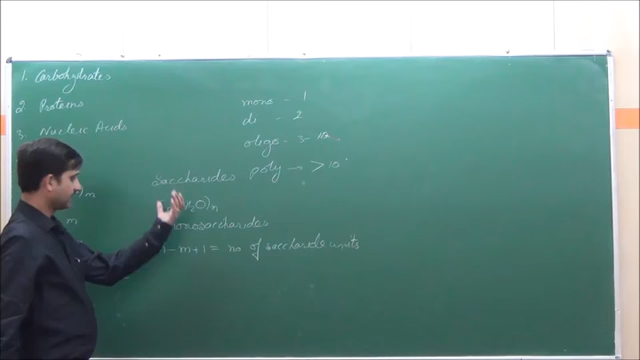 1. Carbohydrates
2. Proteins
3. Nucleic Acids
mono - 1
di - 2
oligo - 3-10
Saccharides poly → > 10
H₂O)n
)m
m
monosaccharides
- m + 1 = no of saccharide units